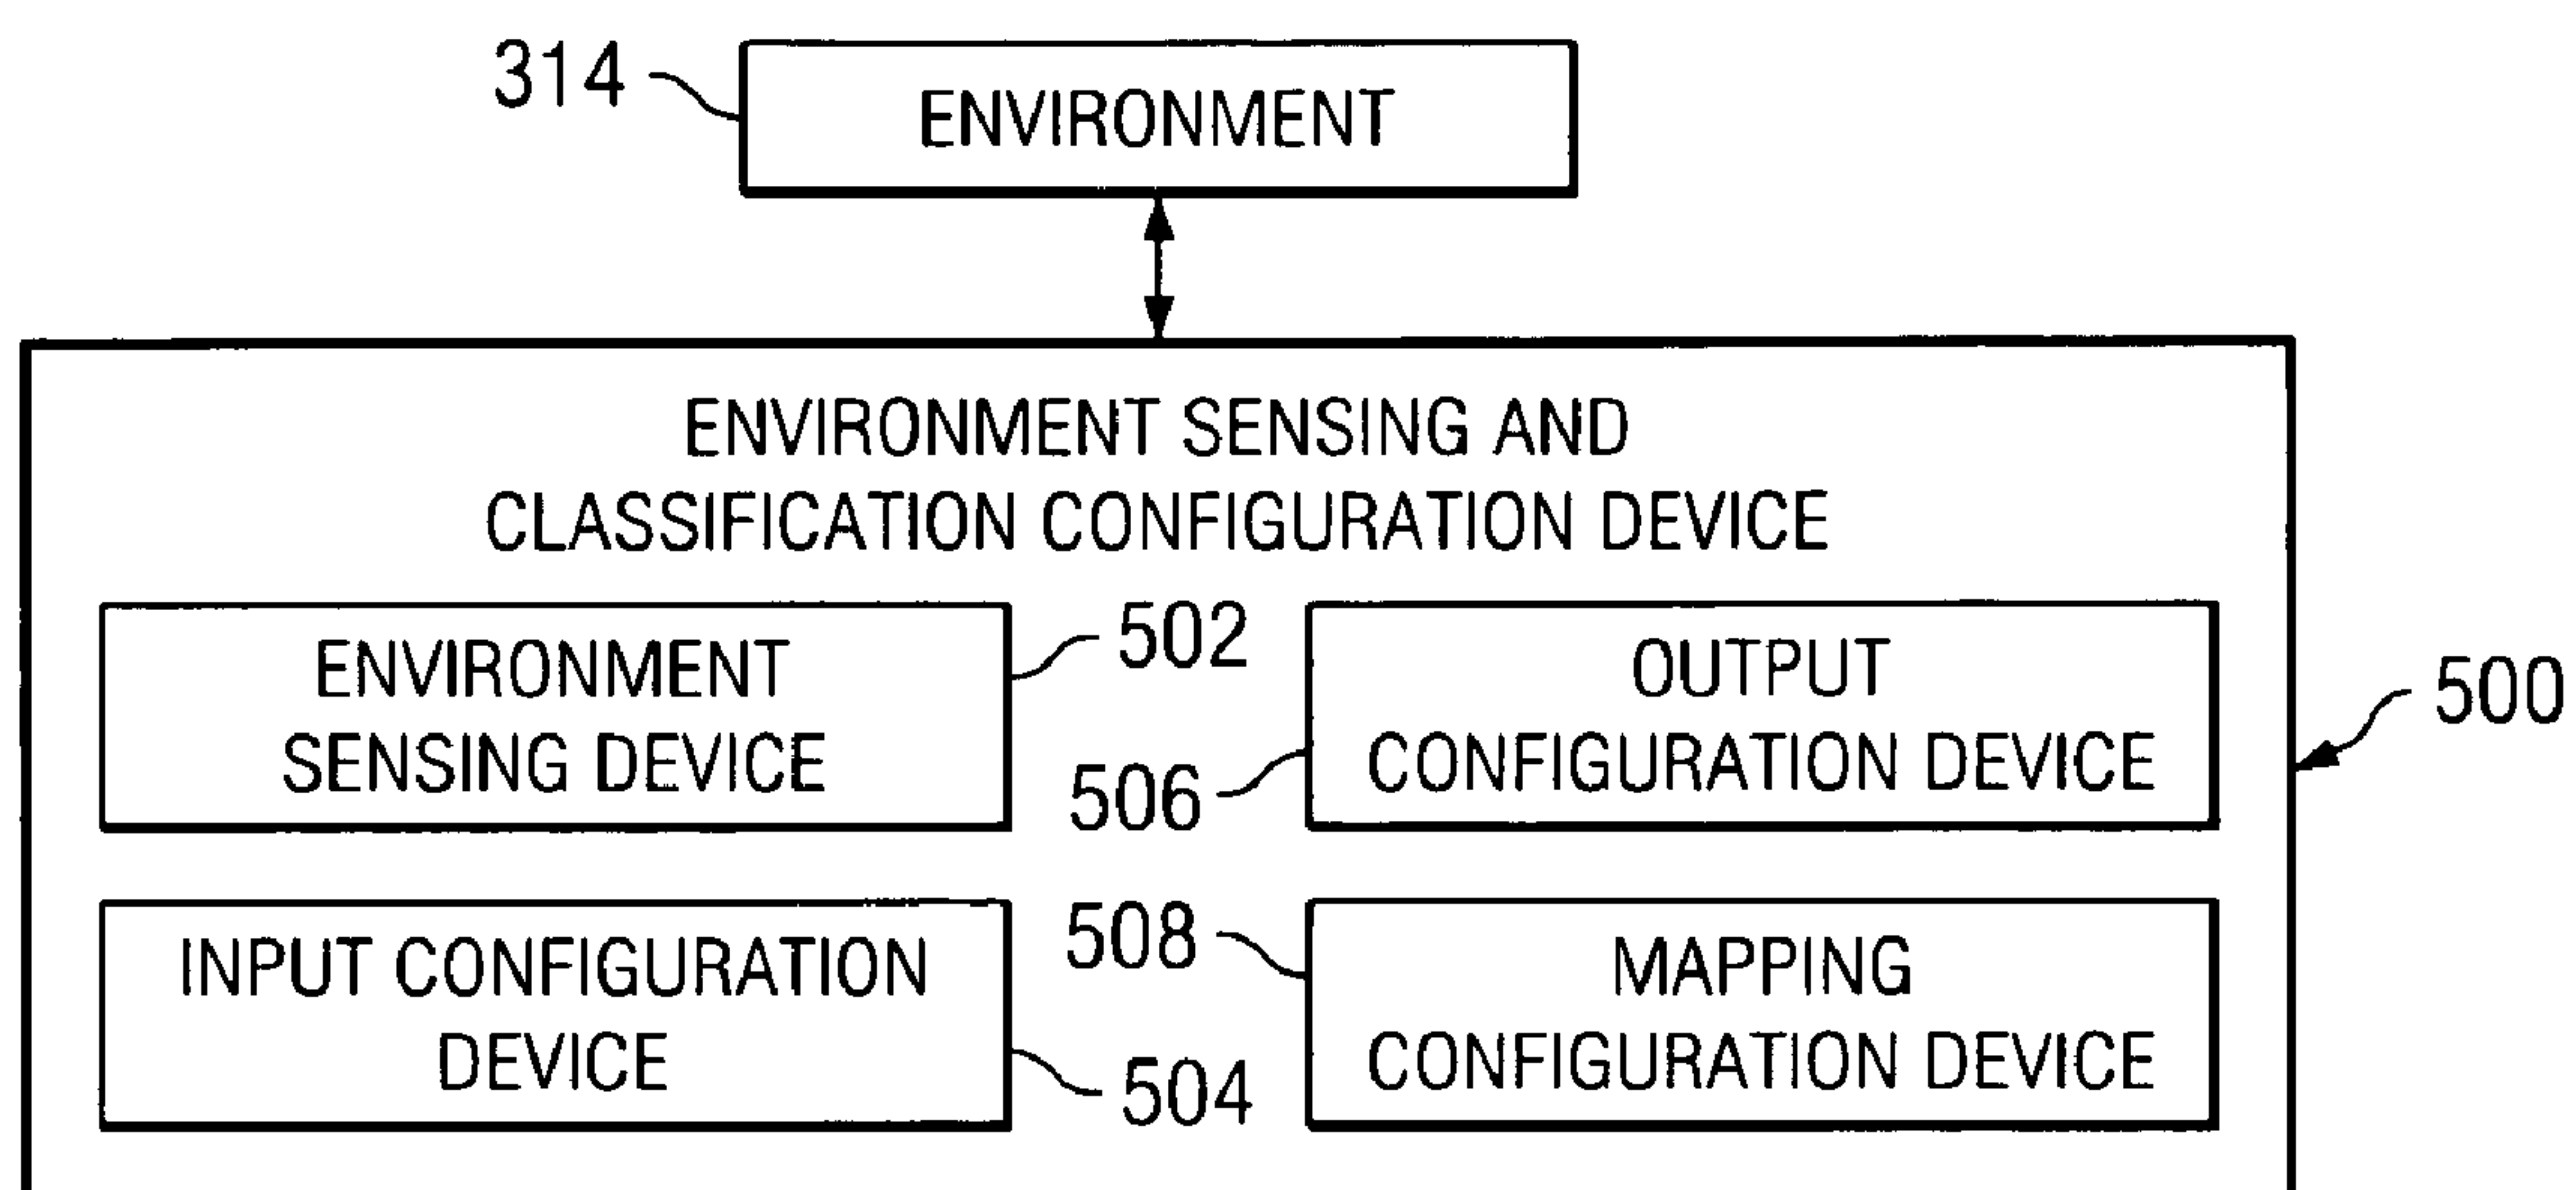 314
ENVIRONMENT
ENVIRONMENT SENSING AND
CLASSIFICATION CONFIGURATION DEVICE
ENVIRONMENT
SENSING DEVICE
502
506
OUTPUT
CONFIGURATION DEVICE
500
INPUT CONFIGURATION
DEVICE
504
508
MAPPING
CONFIGURATION DEVICE